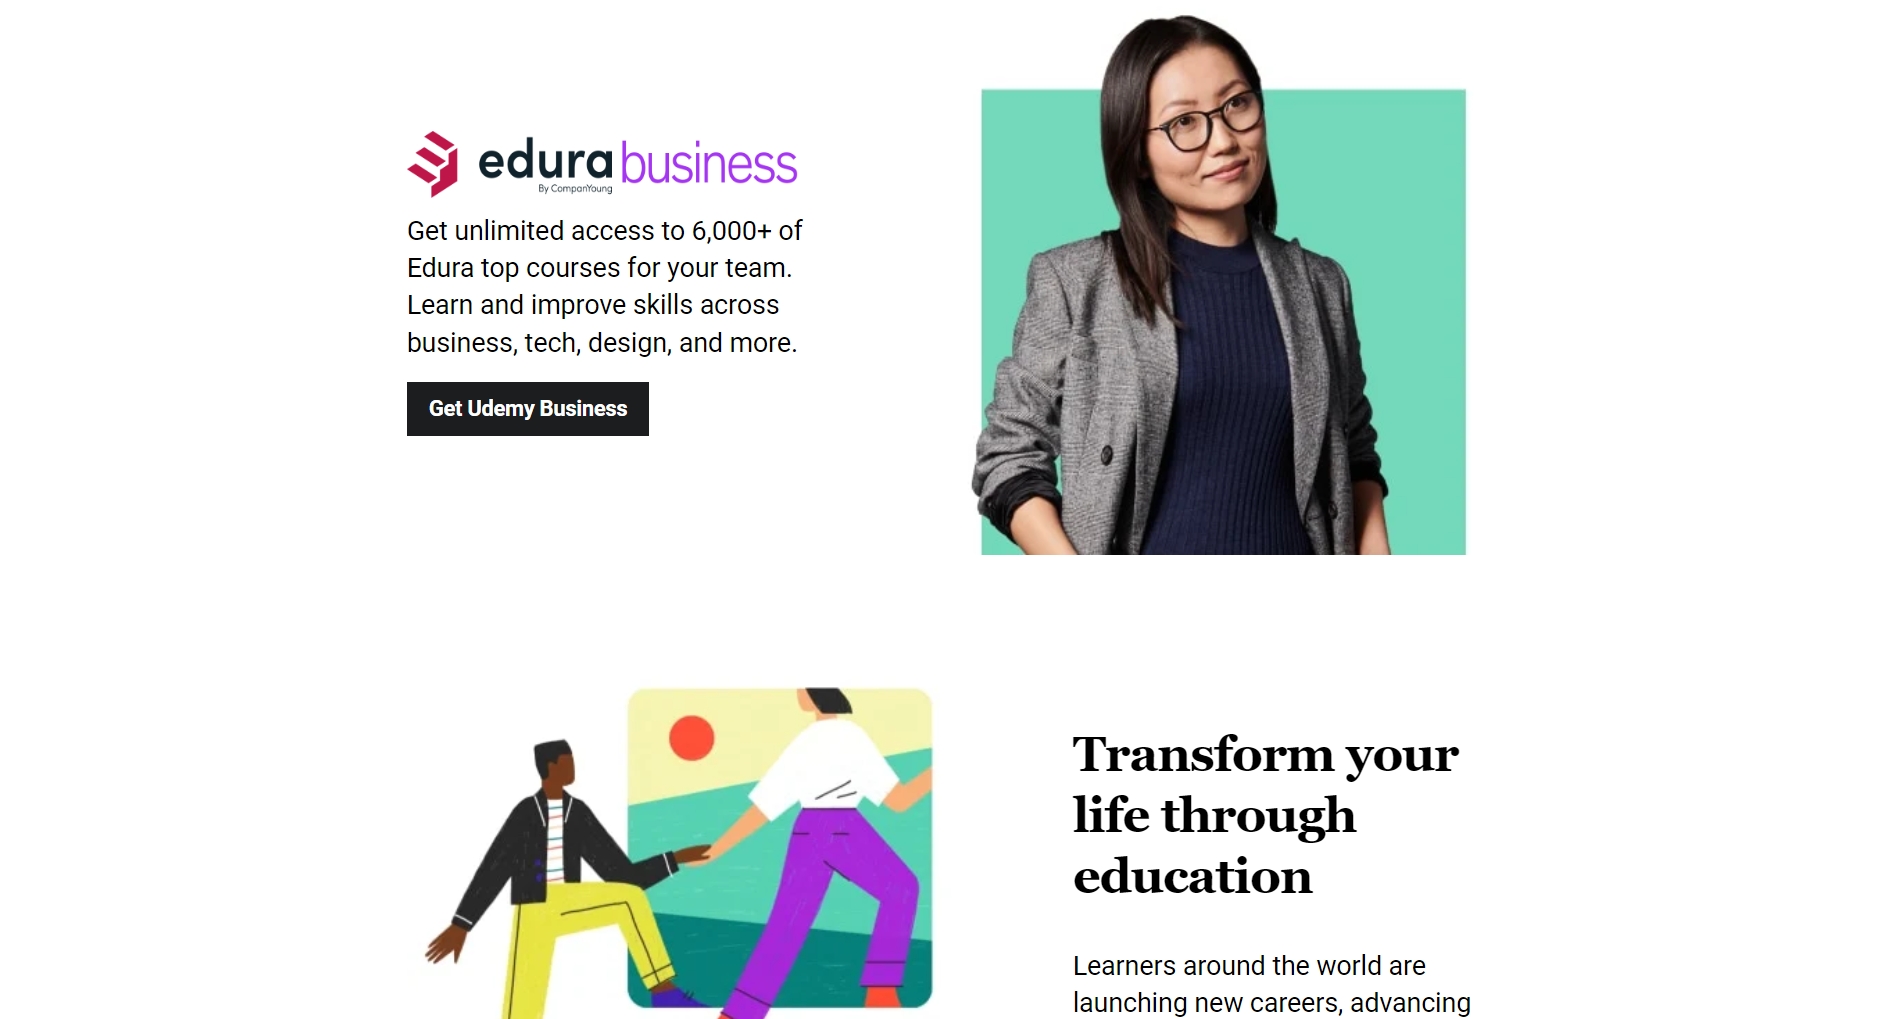 edura business
By CompanYoung
Get unlimited access to 6,000+ of
Edura top courses for your team.
Learn and improve skills across
business, tech, design, and more.
Get Udemy Business
Transform your
life through
education
Learners around the world are
launching new careers, advancing